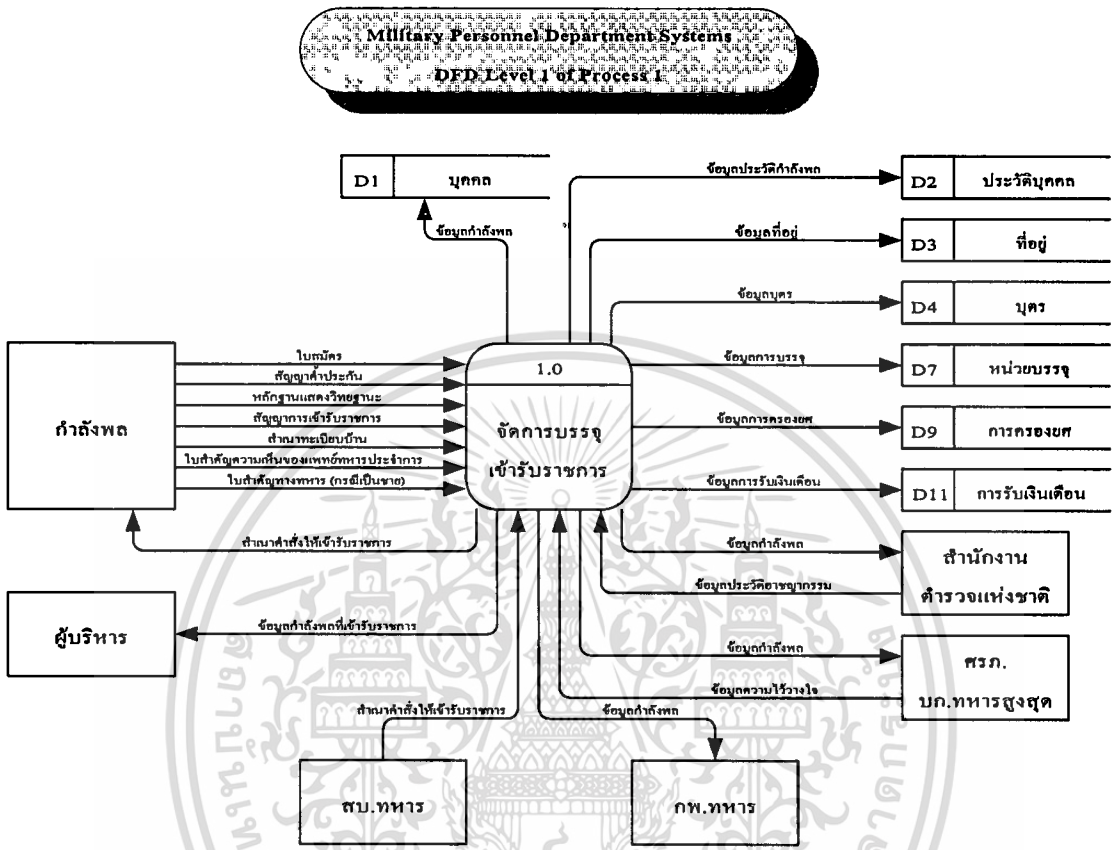 Military Personnel Department Systems
DFD Level 1 of Process 1
D1 บุคคล
ข้อมูลกำลังพล
ข้อมูลประวัติกำลังพล
D2 ประวัติบุคคล
ข้อมูลที่อยู่
D3 ที่อยู่
ข้อมูลบุตร
D4 บุตร
ข้อมูลการบรรจุ
D7 หน่วยบรรจุ
ข้อมูลการครองยศ
D9 การครองยศ
ข้อมูลการรับเงินเดือน
D11 การรับเงินเดือน
กำลังพล
ใบสมัคร
สัญญาค้ำประกัน
หลักฐานแสดงวิทยฐานะ
สัญญาการเข้ารับราชการ
สำเนาทะเบียนบ้าน
ใบสำคัญความเห็นของแพทย์ทหารประจำการ
ใบสำคัญทางทหาร (กรณีเป็นชาย)
1.0
จัดการบรรจุ
เข้ารับราชการ
สำเนาคำสั่งให้เข้ารับราชการ
ผู้บริหาร
ข้อมูลกำลังพลที่เข้ารับราชการ
ข้อมูลกำลังพล
ข้อมูลประวัติอาชญากรรม
สำนักงาน
ตำรวจแห่งชาติ
ข้อมูลกำลังพล
ข้อมูลความไว้วางใจ
ศรภ.
บก.ทหารสูงสุด
สำเนาคำสั่งให้เข้ารับราชการ
ข้อมูลกำลังพล
สบ.ทหาร
กพ.ทหาร